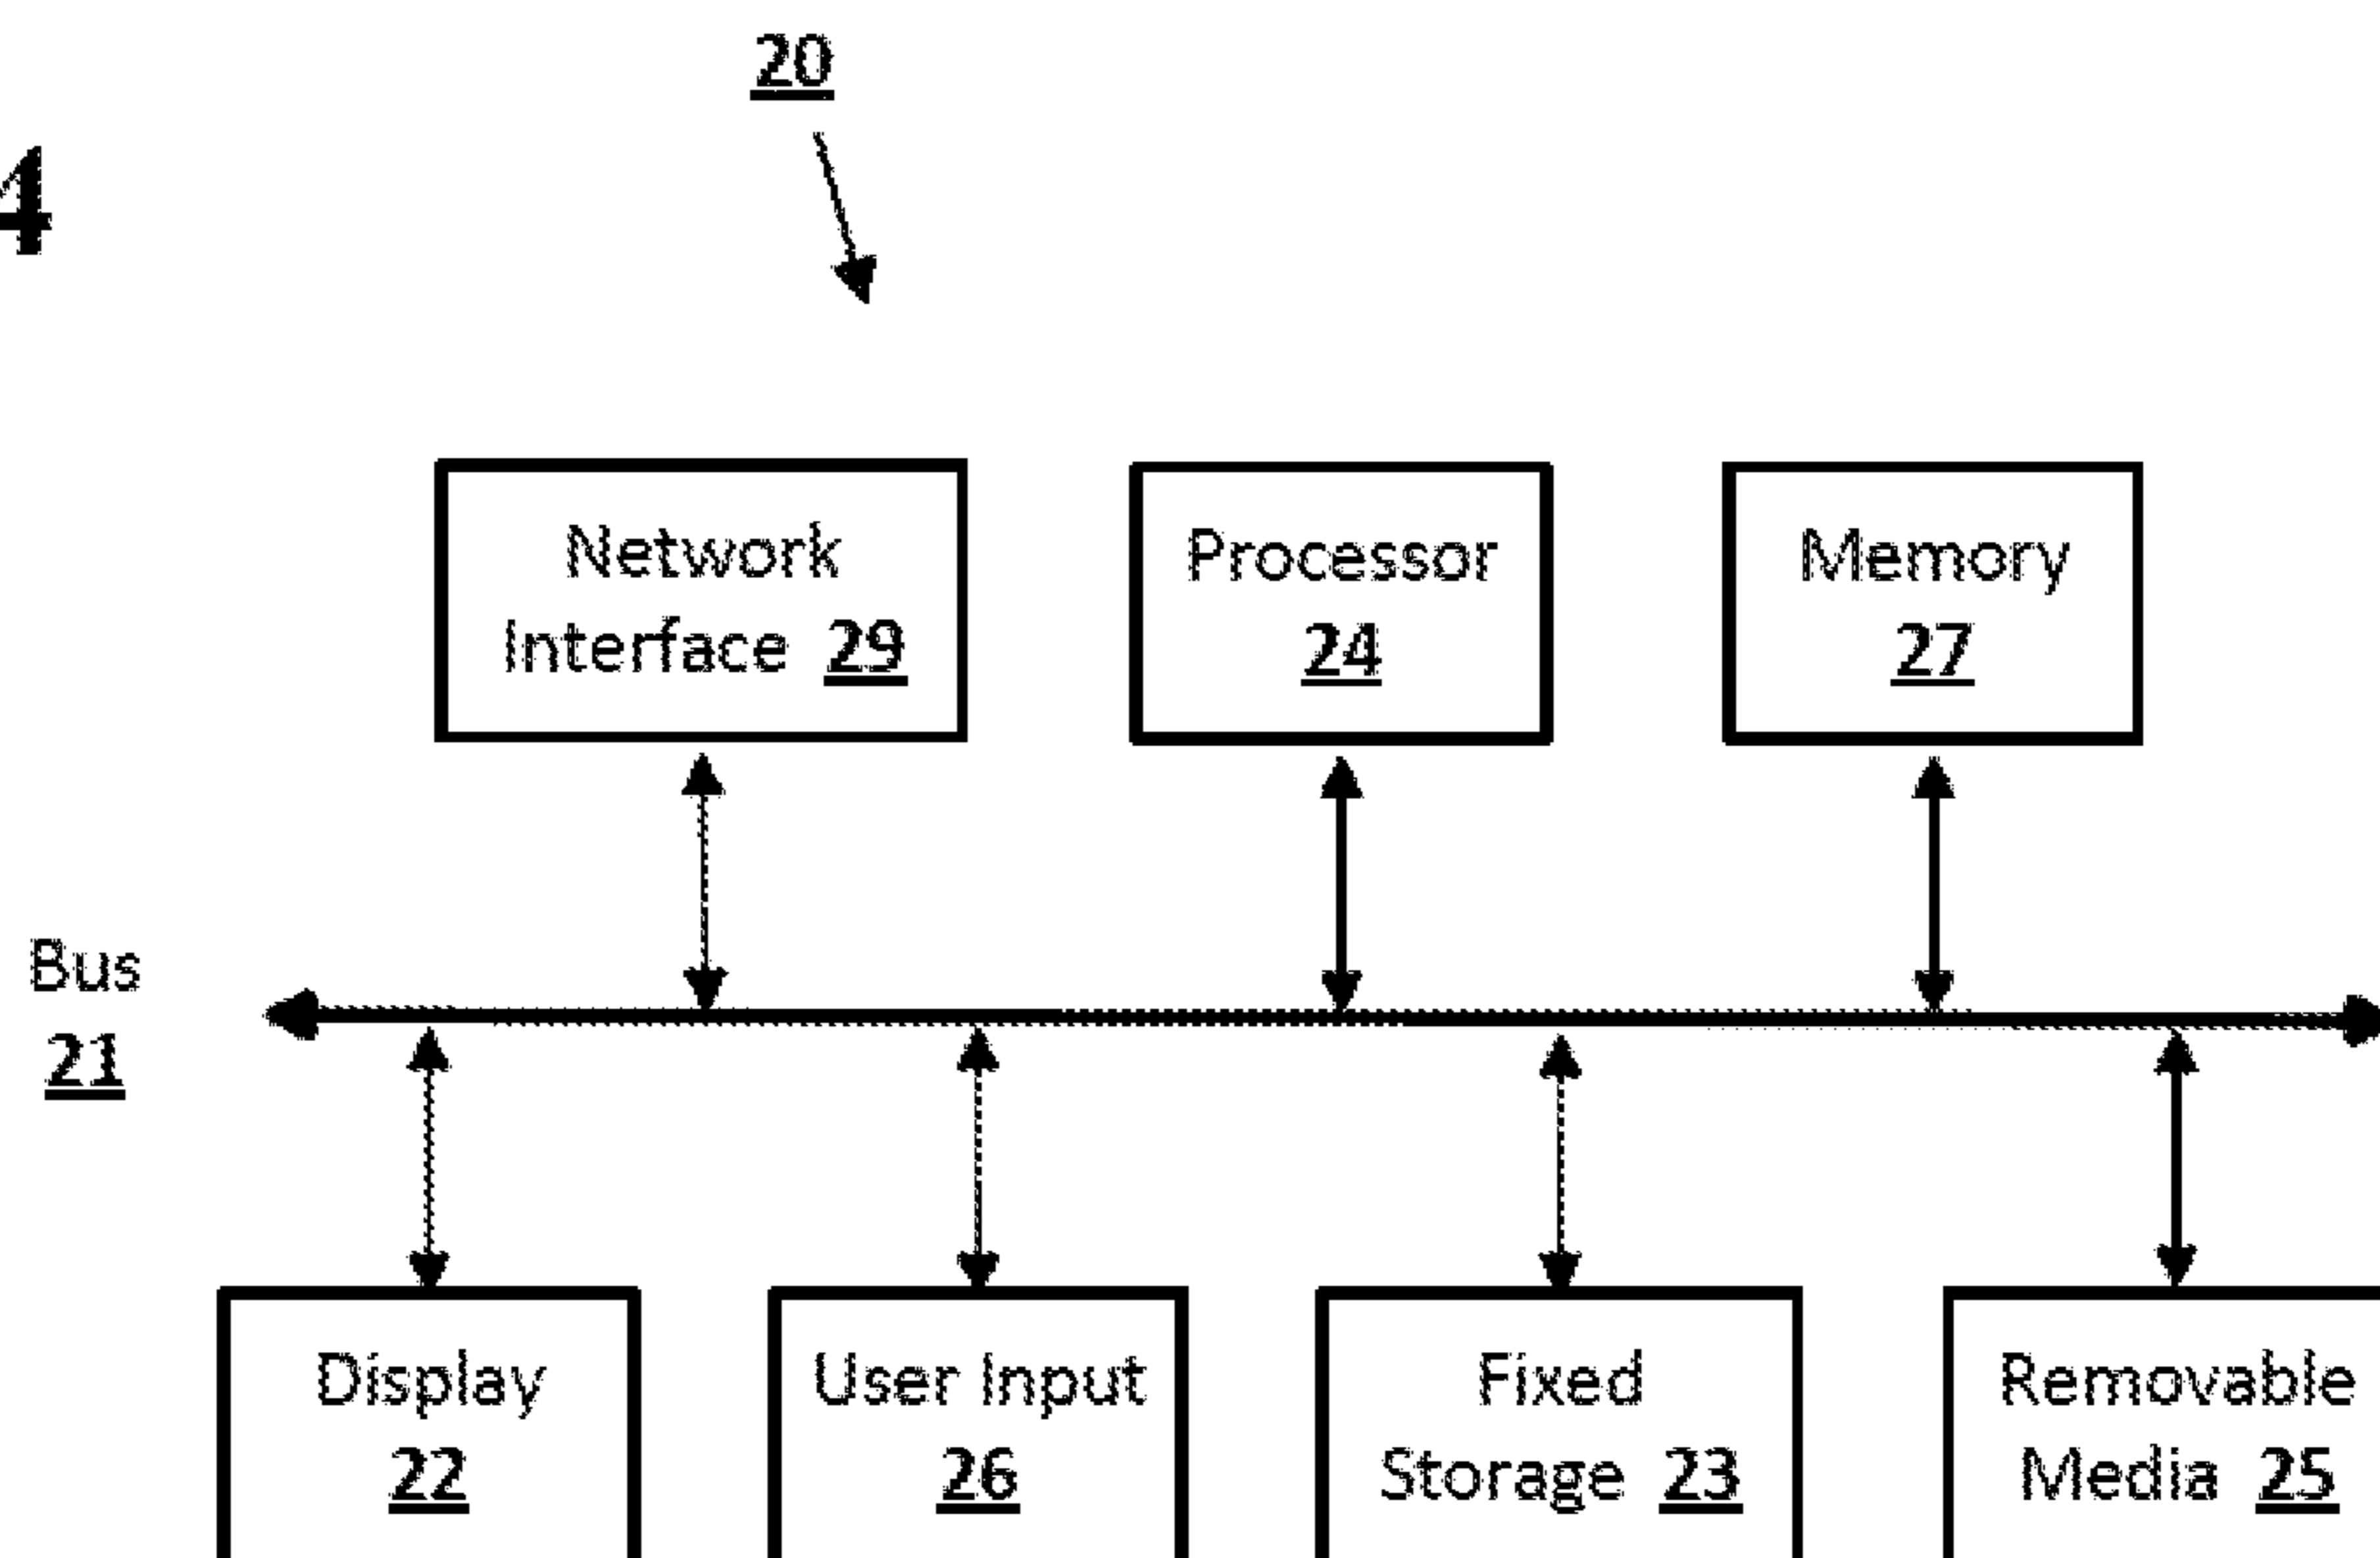 20
4
Network
Interface 29
Processor
24
Memory
27
Bus
21
Display
22
User Input
26
Fixed
Storage 23
Removable
Media 25